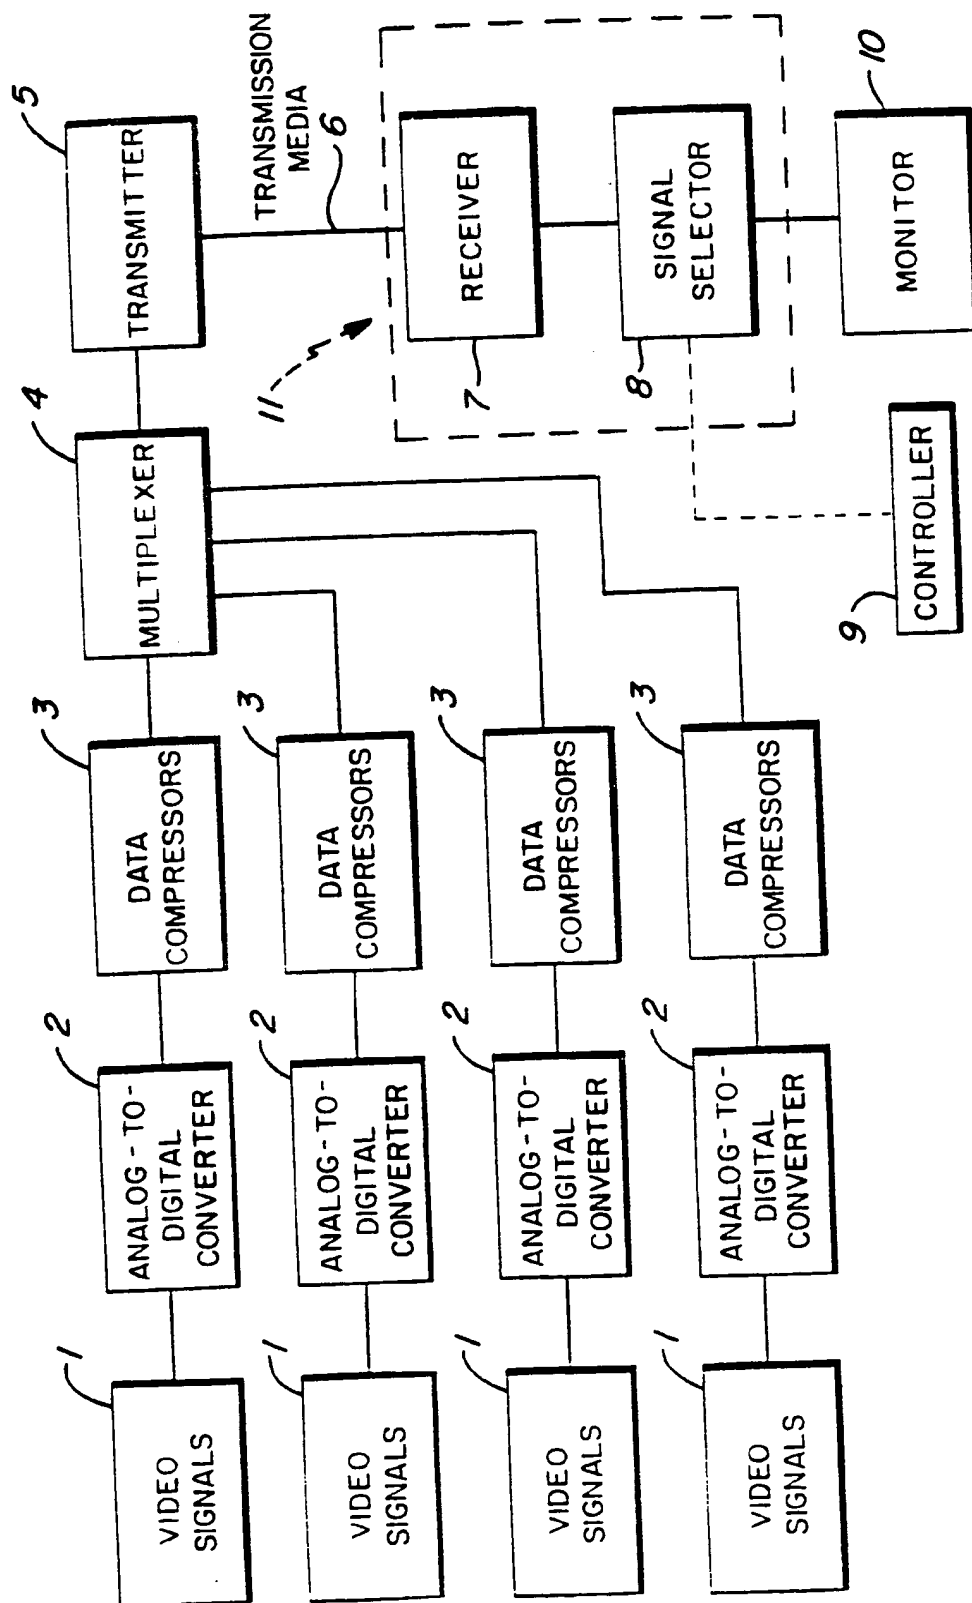 1
VIDEO
SIGNALS
2
ANALOG-TO-
DIGITAL
CONVERTER
3
DATA
COMPRESSORS
4
MULTIPLEXER
5
TRANSMITTER
1
VIDEO
SIGNALS
2
ANALOG-TO-
DIGITAL
CONVERTER
3
DATA
COMPRESSORS
1
VIDEO
SIGNALS
2
ANALOG-TO-
DIGITAL
CONVERTER
3
DATA
COMPRESSORS
1
VIDEO
SIGNALS
2
ANALOG-TO-
DIGITAL
CONVERTER
3
DATA
COMPRESSORS
TRANSMISSION
MEDIA
6
11
7
RECEIVER
8
SIGNAL
SELECTOR
9
CONTROLLER
10
MONITOR